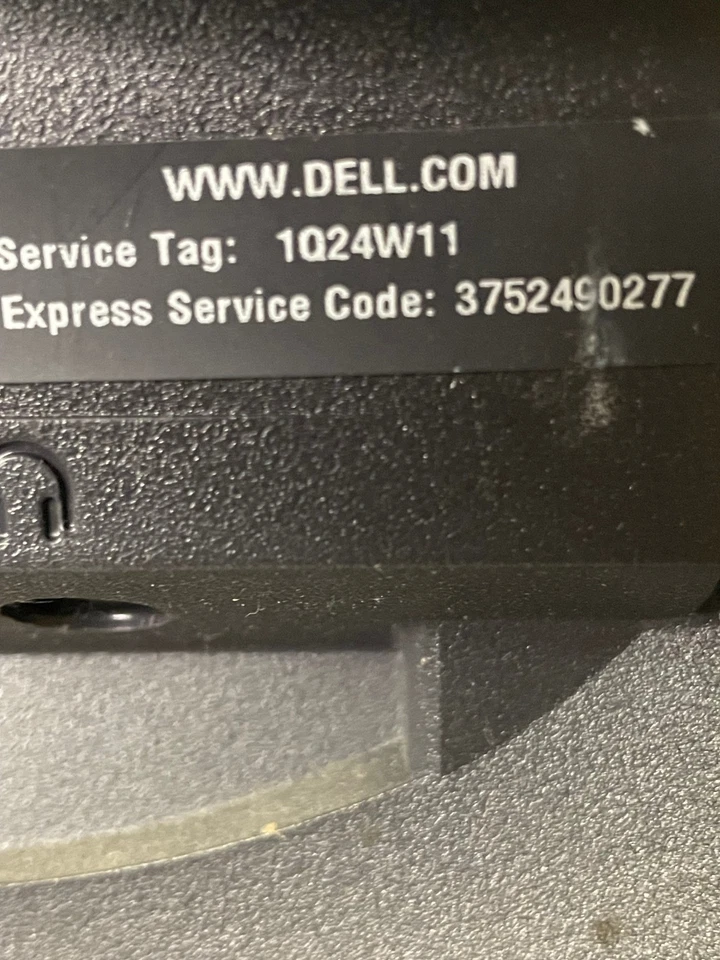 WWW.DELL.COM
Service Tag: 1Q24W11
Express Service Code: 3752490277